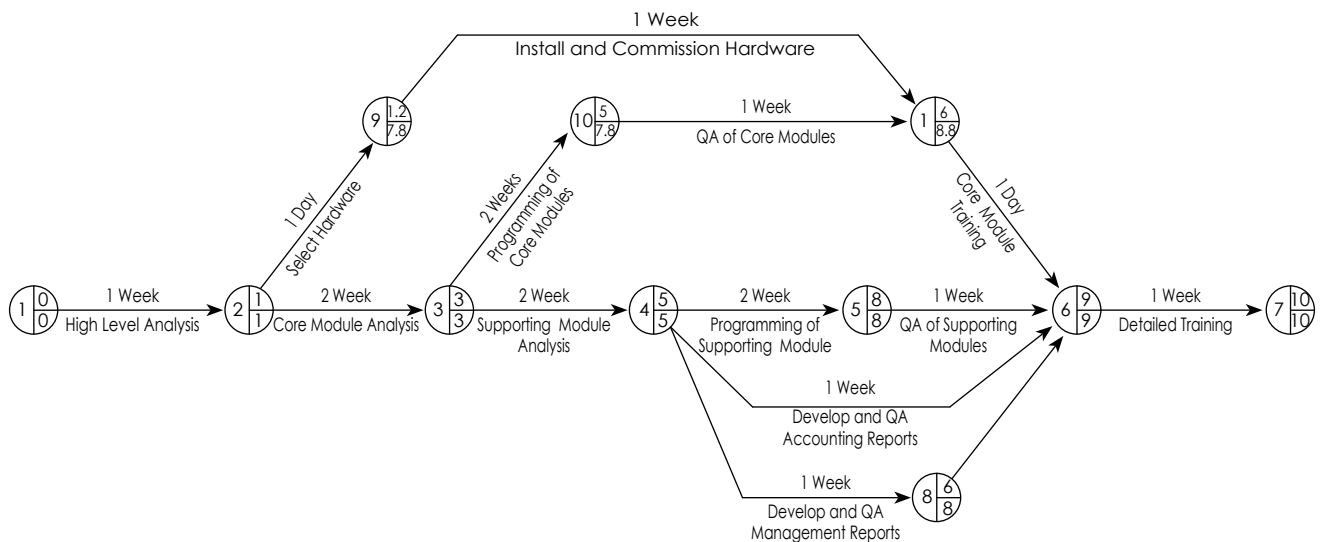 1 Week
Install and Commission Hardware
9 1.2 7.8
10 5 7.8
1 Week
QA of Core Modules
1 6 8.8
1 Day
Select Hardware
2 Weeks
Programming of
Core Modules
1 Day
Core Module
Training
1 0 0
1 Week
High Level Analysis
2 1 1
2 Week
Core Module Analysis
3 3 3
2 Week
Supporting Module
Analysis
4 5 5
2 Week
Programming of
Supporting Module
5 8 8
1 Week
QA of Supporting
Modules
6 9 9
1 Week
Detailed Training
7 10 10
1 Week
Develop and QA
Accounting Reports
1 Week
Develop and QA
Management Reports
8 6 8